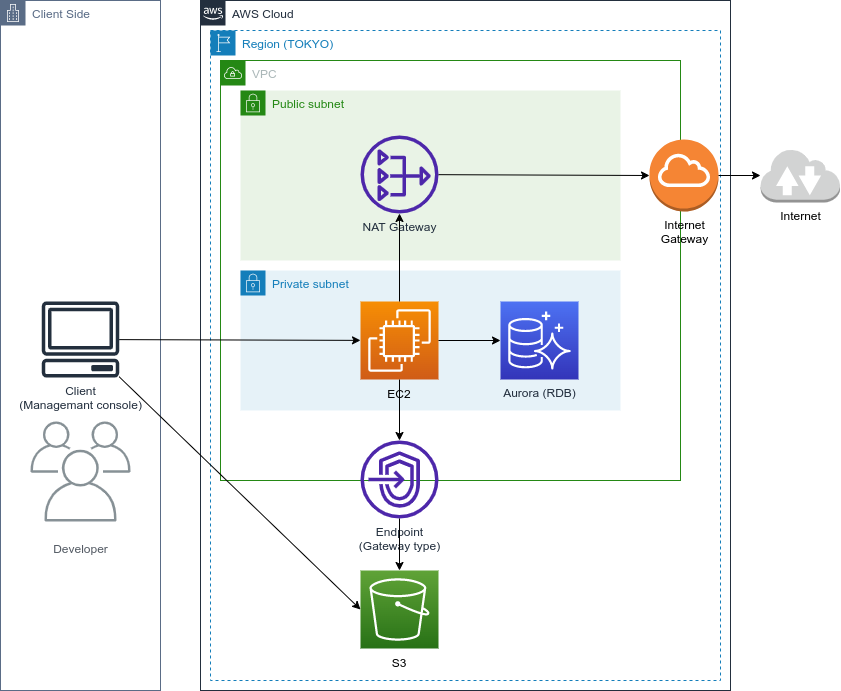 Client Side
aws
AWS Cloud
Region (TOKYO)
VPC
Public subnet
NAT Gateway
Internet
Gateway
Internet
Private subnet
Client
(Managemant console)
EC2
Aurora (RDB)
Developer
Endpoint
(Gateway type)
S3